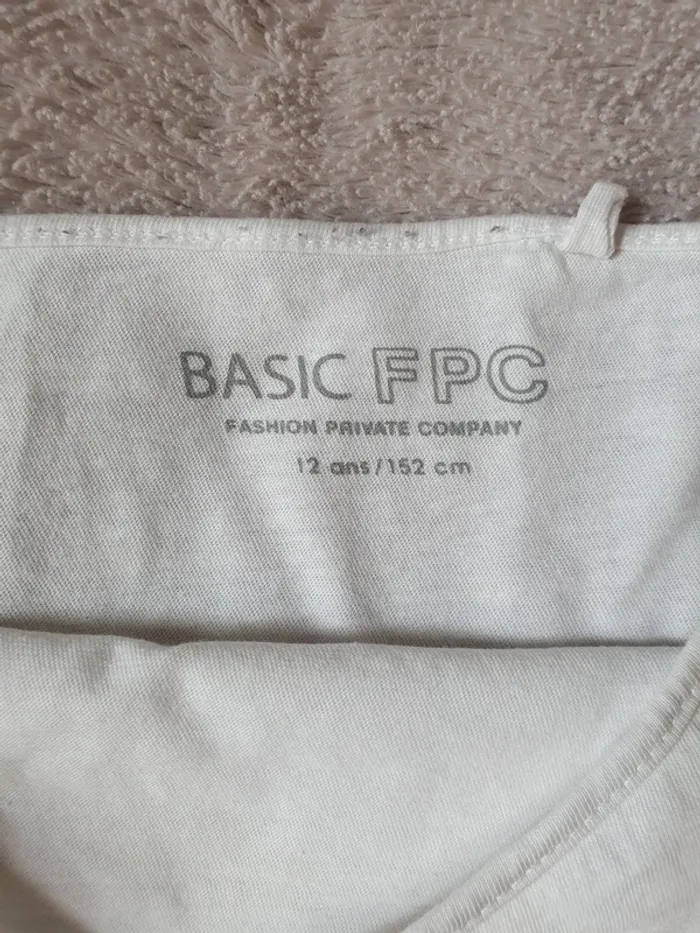 BASIC FPC
FASHION PRIVATE COMPANY
12 ans/152 cm